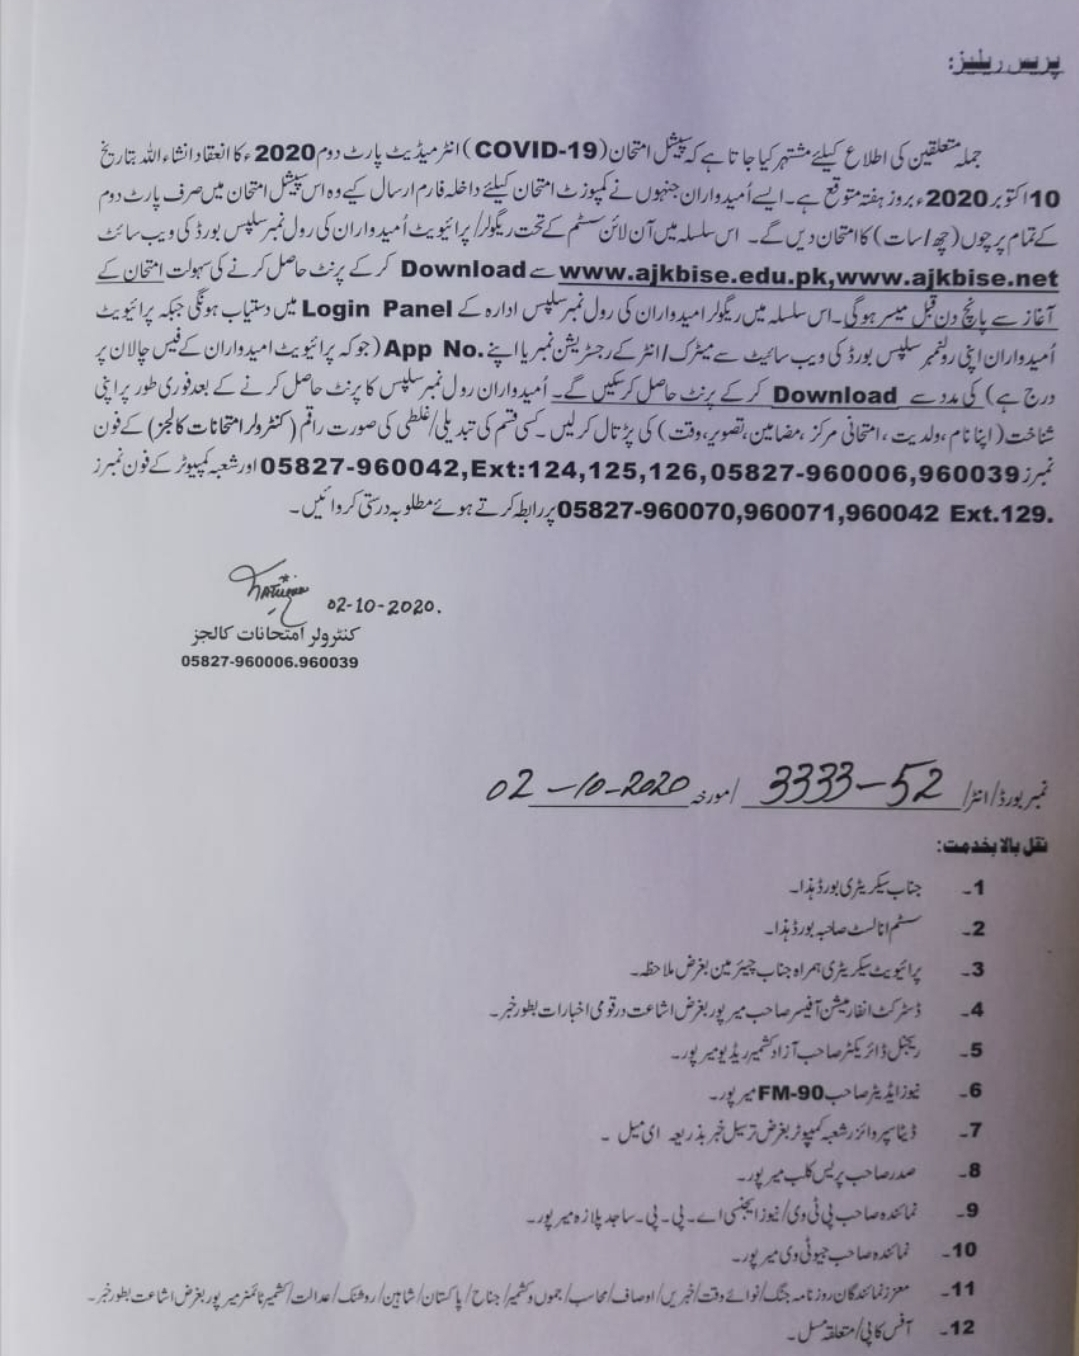 پریس ریلیز:
جملہ متعلقین کی اطلاع کیلئے مشتہر کیا جاتا ہے کہ سپیشل امتحان (COVID-19) انٹرمیڈیٹ پارٹ دوم 2020ء کا انعقاد انشاء اللہ بتاریخ
10 اکتوبر 2020ء بروز ہفتہ متوقع ہے۔ ایسے اُمیدواران جنہوں نے کمپوزٹ امتحان کیلئے داخلہ فارم ارسال کیے وہ اس سپیشل امتحان میں صرف پارٹ دوم
کے تمام پرچوں (چھ/سات) کا امتحان دیں گے۔ اس سلسلہ میں آن لائن سسٹم کے تحت ریگولر/پرائیویٹ اُمیدواران کی رول نمبر سلپس بورڈ کی ویب سائٹ
www.ajkbise.edu.pk,www.ajkbise.net سے Download کر کے پرنٹ حاصل کرنے کی سہولت امتحان کے
آغاز سے پانچ دن قبل میسر ہوگی۔ اس سلسلہ میں ریگولر امیدواران کی رول نمبر سلپس ادارہ کے Login Panel میں دستیاب ہونگی جبکہ پرائیویٹ
اُمیدواران اپنی رولنمبر سلپس بورڈ کی ویب سائیٹ سے میٹرک/انٹر کے رجسٹریشن نمبر یا اپنے App No. (جو کہ پرائیویٹ امیدواران کے فیس چالان پر
درج ہے) کی مدد سے Download کر کے پرنٹ حاصل کر سکیں گے۔ اُمیدواران رول نمبر سلپس کا پرنٹ حاصل کرنے کے بعد فوری طور پر اپنی
شناخت (اپنا نام، ولدیت، امتحانی مرکز، مضامین، تصویر، وقت) کی پڑتال کر لیں۔ کسی قسم کی تبدیلی/غلطی کی صورت راقم (کنٹرولر امتحانات کالجز) کے فون
نمبرز 05827-960042,Ext:124,125,126,05827-960006,960039 اور شعبہ کمپیوٹر کے فون نمبرز
05827-960070,960071,960042 Ext.129. پر رابطہ کرتے ہوئے مطلوبہ درستی کروائیں۔
02-10-2020.
کنٹرولر امتحانات کالجز
05827-960006.960039
نمبر بورڈ/انٹر/ 3333-52 /مورخہ 02-10-2020
نقل بالا بخدمت:
1۔ جناب سیکریٹری بورڈ ہذا۔
2۔ سسٹم انالسٹ صاحبہ بورڈ ہذا۔
3۔ پرائیویٹ سیکریٹری ہمراہ جناب چیئرمین بغرض ملاحظہ۔
4۔ ڈسٹرکٹ انفارمیشن آفیسر صاحب میرپور بغرض اشاعت در قومی اخبارات بطور خبر۔
5۔ ریجنل ڈائریکٹر صاحب آزاد کشمیر ریڈیو میرپور۔
6۔ نیوز ایڈیٹر صاحب FM-90 میرپور۔
7۔ ڈیٹا سپروائزر شعبہ کمپیوٹر بغرض ترسیل خبر بذریعہ ای میل ۔
8۔ صدر صاحب پریس کلب میرپور۔
9۔ نمائندہ صاحب پی ٹی وی/نیوز ایجنسی اے۔ پی۔ پی۔ ساجد پلازہ میرپور۔
10۔ نمائندہ صاحب جیو ٹی وی میرپور۔
11۔ معزز نمائندگان روزنامہ جنگ/نوائے وقت/خبریں/اوصاف/محاسب/جموں و کشمیر/جناح/پاکستان/شاہین/روشنک/عدالت/کشمیر ٹائمز میرپور بغرض اشاعت بطور خبر۔
12۔ آفس کاپی/متعلقہ مسل۔